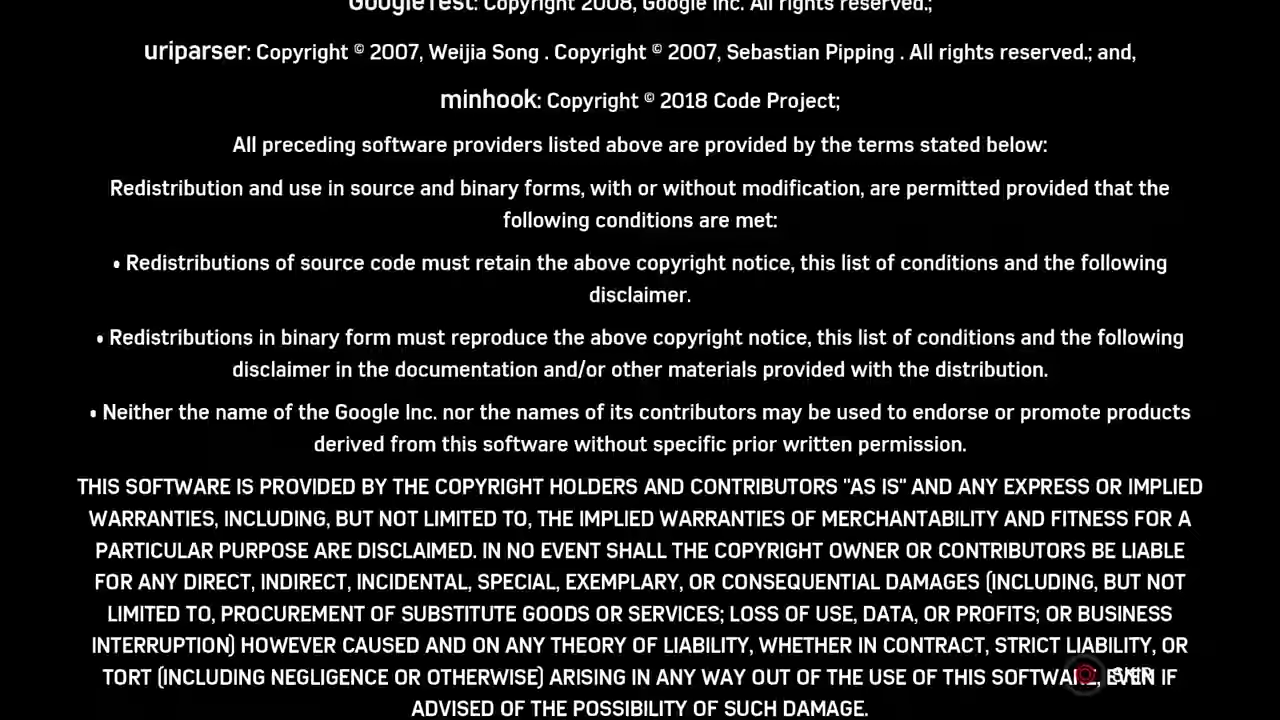 GoogleTest: Copyright 2008, Google Inc. All rights reserved.;
uriparser: Copyright © 2007, Weijia Song . Copyright © 2007, Sebastian Pipping . All rights reserved.; and,
minhook: Copyright © 2018 Code Project;
All preceding software providers listed above are provided by the terms stated below:
Redistribution and use in source and binary forms, with or without modification, are permitted provided that the
following conditions are met:
• Redistributions of source code must retain the above copyright notice, this list of conditions and the following
disclaimer.
• Redistributions in binary form must reproduce the above copyright notice, this list of conditions and the following
disclaimer in the documentation and/or other materials provided with the distribution.
• Neither the name of the Google Inc. nor the names of its contributors may be used to endorse or promote products
derived from this software without specific prior written permission.
THIS SOFTWARE IS PROVIDED BY THE COPYRIGHT HOLDERS AND CONTRIBUTORS "AS IS" AND ANY EXPRESS OR IMPLIED
WARRANTIES, INCLUDING, BUT NOT LIMITED TO, THE IMPLIED WARRANTIES OF MERCHANTABILITY AND FITNESS FOR A
PARTICULAR PURPOSE ARE DISCLAIMED. IN NO EVENT SHALL THE COPYRIGHT OWNER OR CONTRIBUTORS BE LIABLE
FOR ANY DIRECT, INDIRECT, INCIDENTAL, SPECIAL, EXEMPLARY, OR CONSEQUENTIAL DAMAGES (INCLUDING, BUT NOT
LIMITED TO, PROCUREMENT OF SUBSTITUTE GOODS OR SERVICES; LOSS OF USE, DATA, OR PROFITS; OR BUSINESS
INTERRUPTION) HOWEVER CAUSED AND ON ANY THEORY OF LIABILITY, WHETHER IN CONTRACT, STRICT LIABILITY, OR
TORT (INCLUDING NEGLIGENCE OR OTHERWISE) ARISING IN ANY WAY OUT OF THE USE OF THIS SOFTWARE, EVEN IF
SKIP
ADVISED OF THE POSSIBILITY OF SUCH DAMAGE.